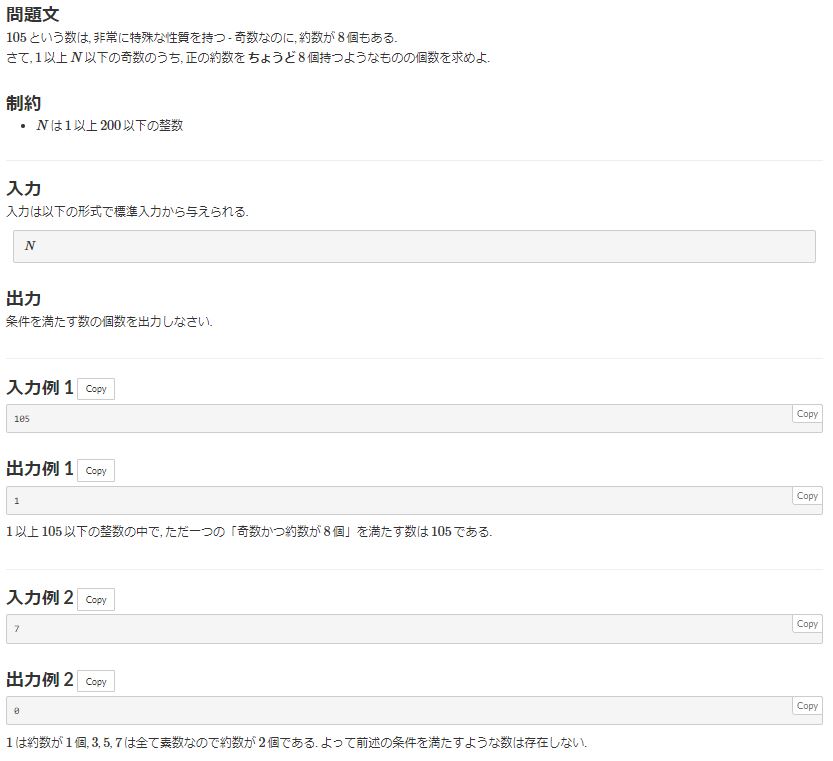 問題文
105 という数は, 非常に特殊な性質を持つ - 奇数なのに, 約数が 8 個もある.
さて, 1 以上 N 以下の奇数のうち, 正の約数を ちょうど 8 個持つようなものの個数を求めよ.
制約
• N は 1 以上 200 以下の整数
入力
入力は以下の形式で標準入力から与えられる.
N
出力
条件を満たす数の個数を出力しなさい.
入力例 1 Copy
Copy
105
出力例 1 Copy
Copy
1
1 以上 105 以下の整数の中で, ただ一つの「奇数かつ約数が 8 個」を満たす数は 105 である.
入力例 2 Copy
Copy
7
出力例 2 Copy
Copy
0
1 は約数が 1 個, 3, 5, 7 は全て素数なので約数が 2 個である. よって前述の条件を満たすような数は存在しない.